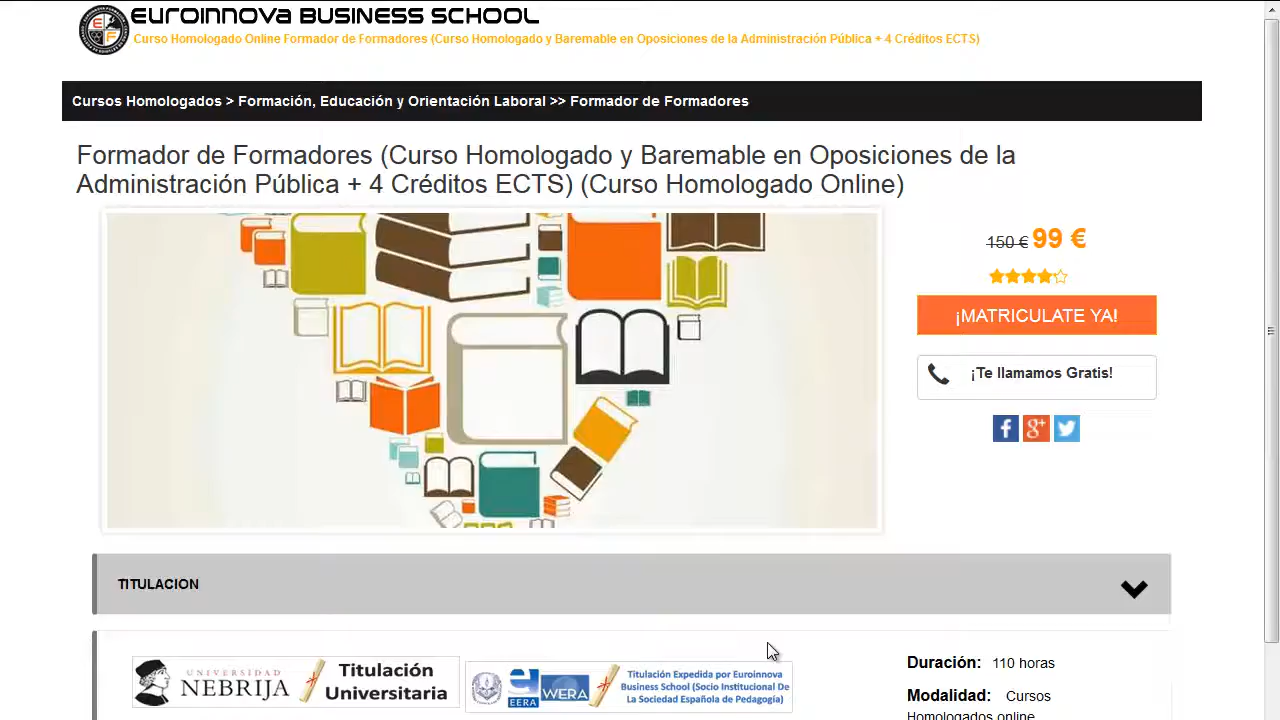 EUROINNOVA BUSINESS SCHOOL
Curso Homologado Online Formador de Formadores (Curso Homologado y Baremable en Oposiciones de la Administración Pública + 4 Créditos ECTS)
Cursos Homologados > Formación, Educación y Orientación Laboral >> Formador de Formadores
Formador de Formadores (Curso Homologado y Baremable en Oposiciones de la
Administración Pública + 4 Créditos ECTS) (Curso Homologado Online)
150 € 99 €
¡MATRICULATE YA!
¡Te llamamos Gratis!
TITULACION
UNIVERSIDAD
NEBRIJA
Titulación
Universitaria
EERA
WERA
Titulación Expedida por Euroinnova
Business School (Socio Institucional De
La Sociedad Española de Pedagogía)
Duración: 110 horas
Modalidad: Cursos
Homologados online